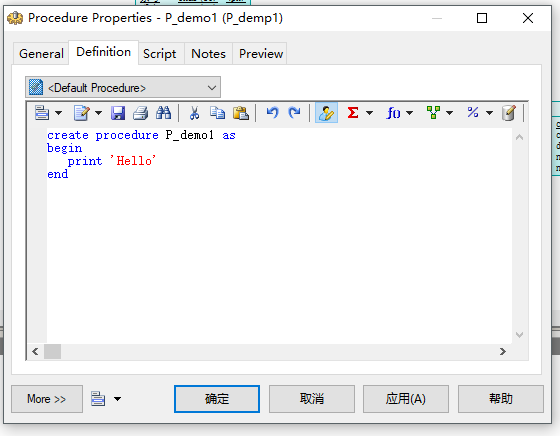 Procedure Properties - P_demo1 (P_demp1)
General Definition Script Notes Preview
<Default Procedure>
create procedure P_demo1 as
begin
print 'Hello'
end
More >> 确定 取消 应用(A) 帮助